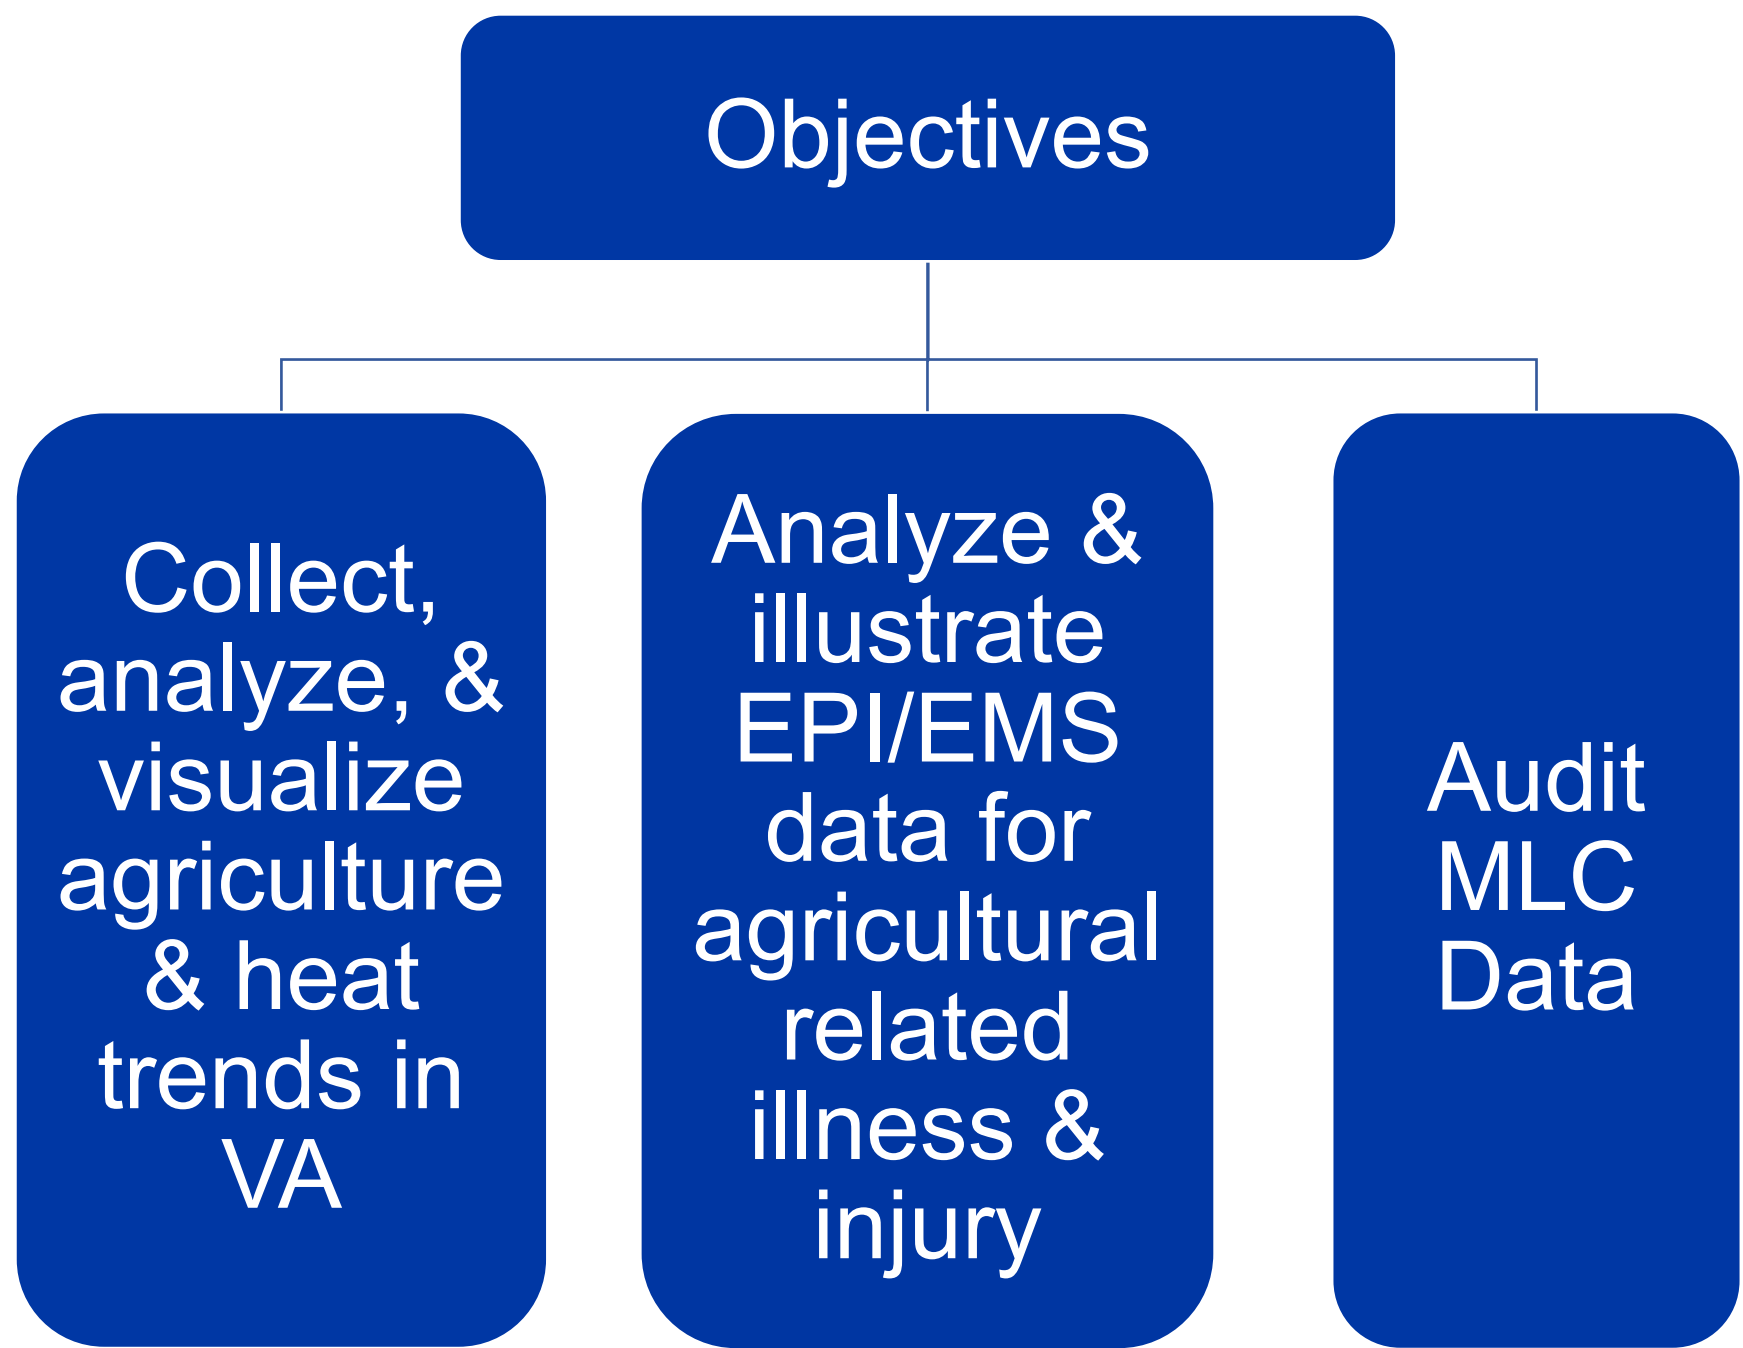 Objectives
Collect,
analyze, &
visualize
agriculture
& heat
trends in
VA
Analyze &
illustrate
EPI/EMS
data for
agricultural
related
illness &
injury
Audit
MLC
Data